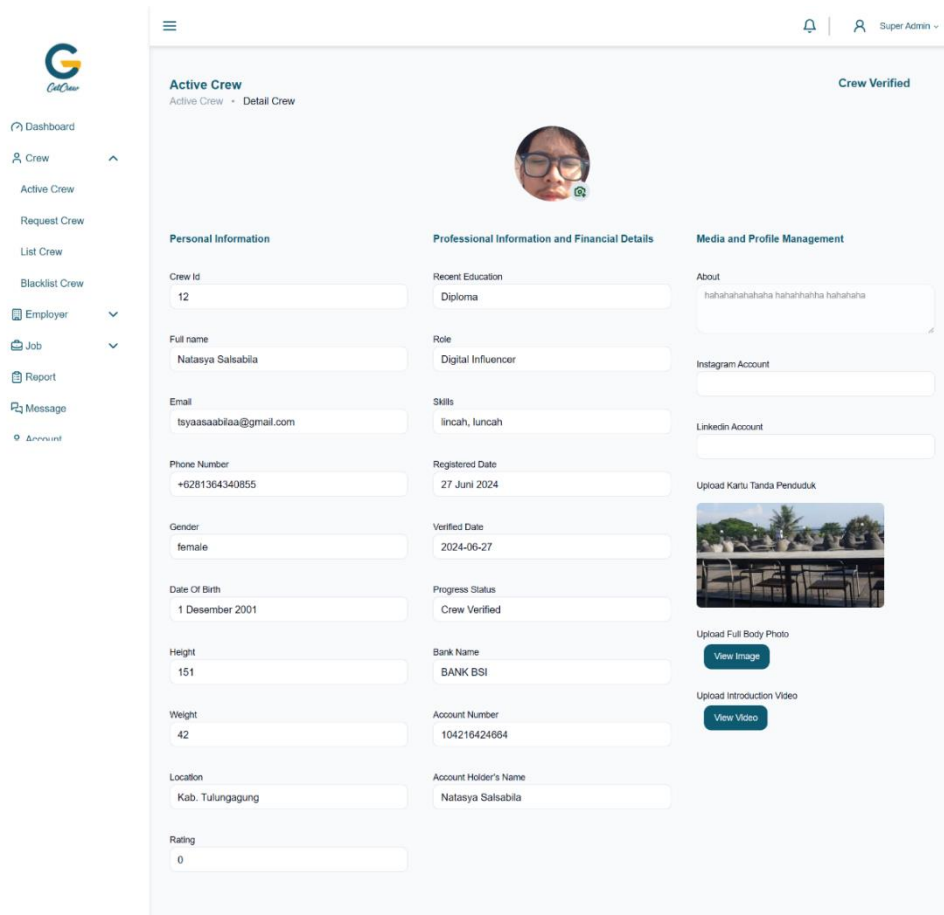 Super Admin
GetCrew
Dashboard
Crew
Active Crew
Request Crew
List Crew
Blacklist Crew
Employer
Job
Report
Message
Account
Active Crew
Active Crew • Detail Crew
Crew Verified
Personal Information
Crew Id
12
Full name
Natasya Salsabila
Email
tsyaasaabilaa@gmail.com
Phone Number
+6281364340855
Gender
female
Date Of Birth
1 Desember 2001
Height
151
Weight
42
Location
Kab. Tulungagung
Rating
0
Professional Information and Financial Details
Recent Education
Diploma
Role
Digital Influencer
Skills
lincah, luncah
Registered Date
27 Juni 2024
Verified Date
2024-06-27
Progress Status
Crew Verified
Bank Name
BANK BSI
Account Number
104216424664
Account Holder's Name
Natasya Salsabila
Media and Profile Management
About
hahahahahahaha hahahhahha hahahaha
Instagram Account
Linkedin Account
Upload Kartu Tanda Penduduk
Upload Full Body Photo
View Image
Upload Introduction Video
View Video